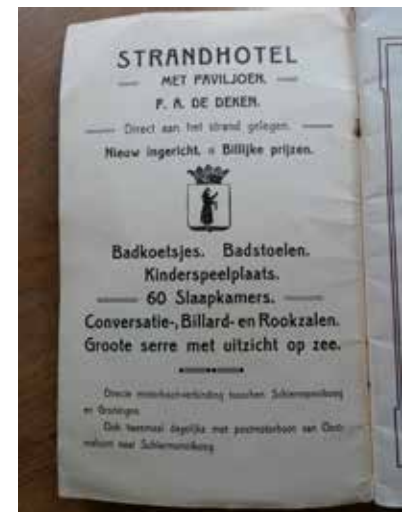 STRANDHOTEL
MET PAVILJOEN.
P. A. DE DEKEN.
Direct aan het strand gelegen.
Nieuw ingericht. Billijke prijzen.
Badkoetsjes. Badstoelen.
Kinderspeelplaats.
60 Slaapkamers.
Conversatie-, Billard- en Rookzalen.
Groote serre met uitzicht op zee.
Directe motorbootverbinding tusschen Schiermonnikoog
en Groningen.
Ook tweemaal dagelijks met postmotorboot van Oost-
mahorn naar Schiermonnikoog.